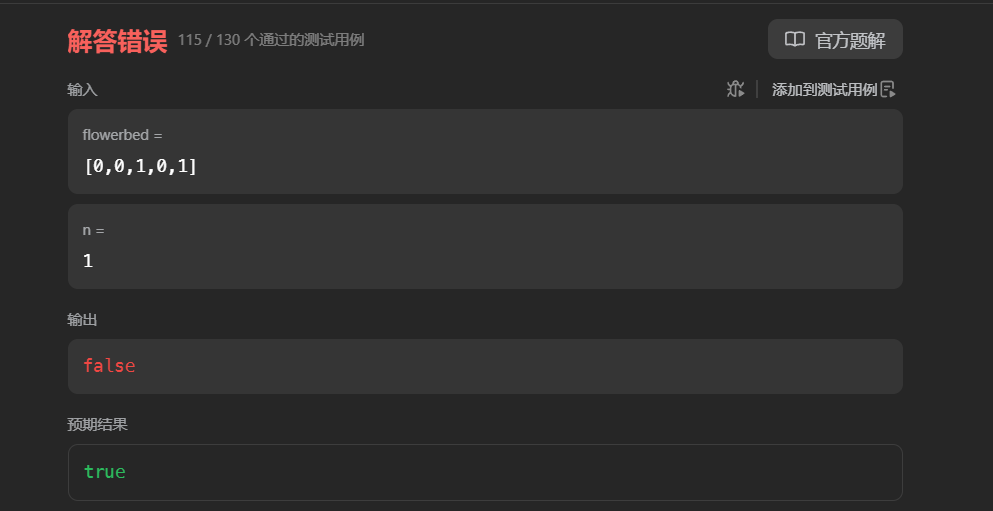 解答错误 115 / 130 个通过的测试用例 官方题解
输入 添加到测试用例
flowerbed =
[0,0,1,0,1]
n =
1
输出
false
预期结果
true